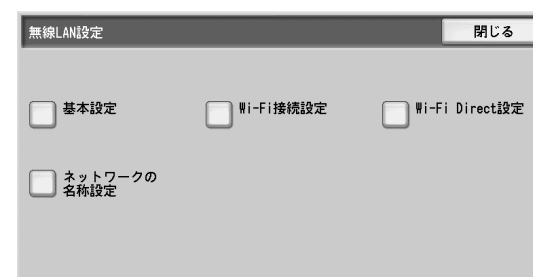 無線LAN設定
閉じる
基本設定
Wi-Fi接続設定
Wi-Fi Direct設定
ネットワークの
名称設定